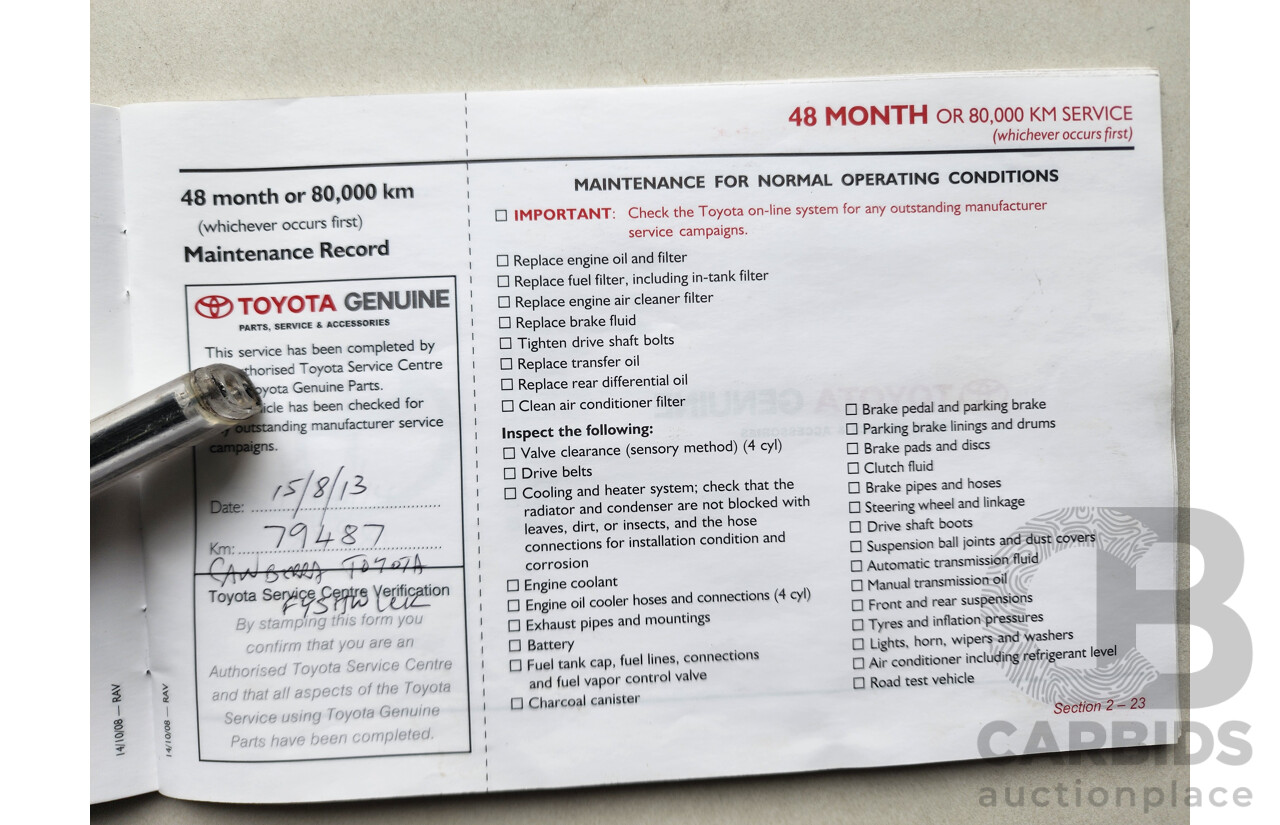 48 MONTH OR 80,000 KM SERVICE
(whichever occurs first)
48 month or 80,000 km
(whichever occurs first)
Maintenance Record
TOYOTA GENUINE
PARTS, SERVICE & ACCESSORIES
This service has been completed by
thorised Toyota Service Centre
oyota Genuine Parts.
icle has been checked for
outstanding manufacturer service
campaigns.
Date: 15/8/13
Km: 79487
CANBERRA TOYOTA
Toyota Service Centre Verification
FYSHWICK
By stamping this form you
confirm that you are an
Authorised Toyota Service Centre
and that all aspects of the Toyota
Service using Toyota Genuine
Parts have been completed.
14/10/08 — RAV
14/10/08 — RAV
MAINTENANCE FOR NORMAL OPERATING CONDITIONS
IMPORTANT: Check the Toyota on-line system for any outstanding manufacturer
service campaigns.
Replace engine oil and filter
Replace fuel filter, including in-tank filter
Replace engine air cleaner filter
Replace brake fluid
Tighten drive shaft bolts
Replace transfer oil
Replace rear differential oil
Clean air conditioner filter
Inspect the following:
Valve clearance (sensory method) (4 cyl)
Drive belts
Cooling and heater system; check that the
radiator and condenser are not blocked with
leaves, dirt, or insects, and the hose
connections for installation condition and
corrosion
Engine coolant
Engine oil cooler hoses and connections (4 cyl)
Exhaust pipes and mountings
Battery
Fuel tank cap, fuel lines, connections
and fuel vapor control valve
Charcoal canister
Brake pedal and parking brake
Parking brake linings and drums
Brake pads and discs
Clutch fluid
Brake pipes and hoses
Steering wheel and linkage
Drive shaft boots
Suspension ball joints and dust covers
Automatic transmission fluid
Manual transmission oil
Front and rear suspensions
Tyres and inflation pressures
Lights, horn, wipers and washers
Air conditioner including refrigerant level
Road test vehicle
Section 2 – 23
CARBIDS
auctionplace